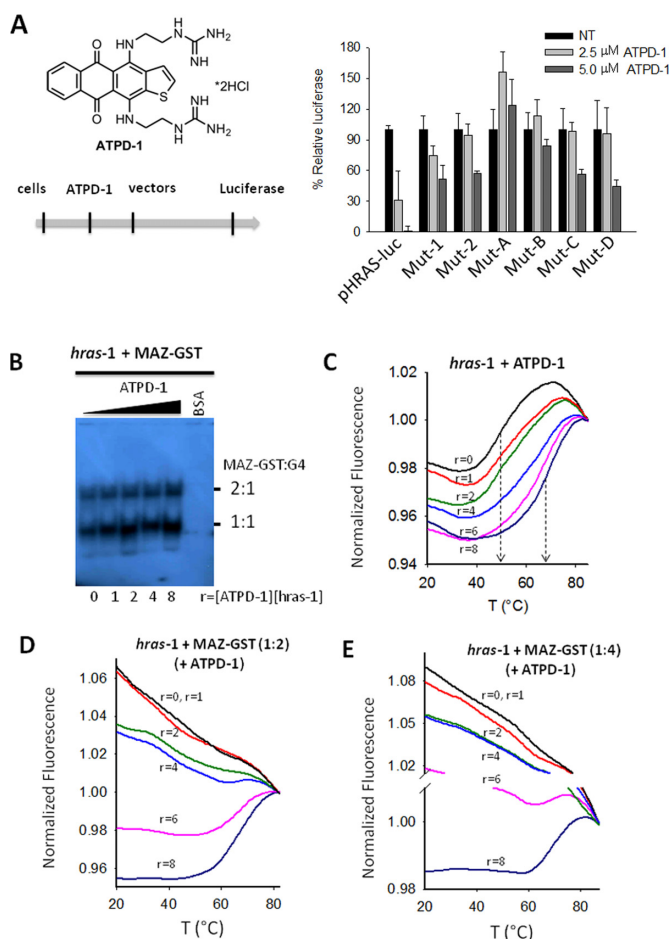 A
HN
N
H
NH
NH₂
O
O
S
*2HCl
HN
N
H
NH
NH₂
ATPD-1
cells ATPD-1 vectors Luciferase
% Relative luciferase
180
150
120
90
60
30
0
NT
2.5 µM ATPD-1
5.0 µM ATPD-1
pHRAS-luc Mut-1 Mut-2 Mut-A Mut-B Mut-C Mut-D
B
hras-1 + MAZ-GST
ATPD-1
BSA
MAZ-GST:G4
2:1
1:1
0 1 2 4 8 r=[ATPD-1][hras-1]
C
hras-1 + ATPD-1
Normalized Fluorescence
1.02
1.00
0.98
0.96
0.94
r=0
r=1
r=2
r=4
r=6
r=8
20 40 60 80
T (°C)
D
hras-1 + MAZ-GST (1:2)
(+ ATPD-1)
Normalized Fluorescence
1.06
1.04
1.02
1.00
0.98
0.96
r=0, r=1
r=2
r=4
r=6
r=8
20 40 60 80
T (°C)
E
hras-1 + MAZ-GST (1:4)
(+ ATPD-1)
Normalized Fluorescence
1.08
1.05
1.02
1.00
0.98
r=0, r=1
r=2
r=4
r=6
r=8
20 40 60 80
T (°C)